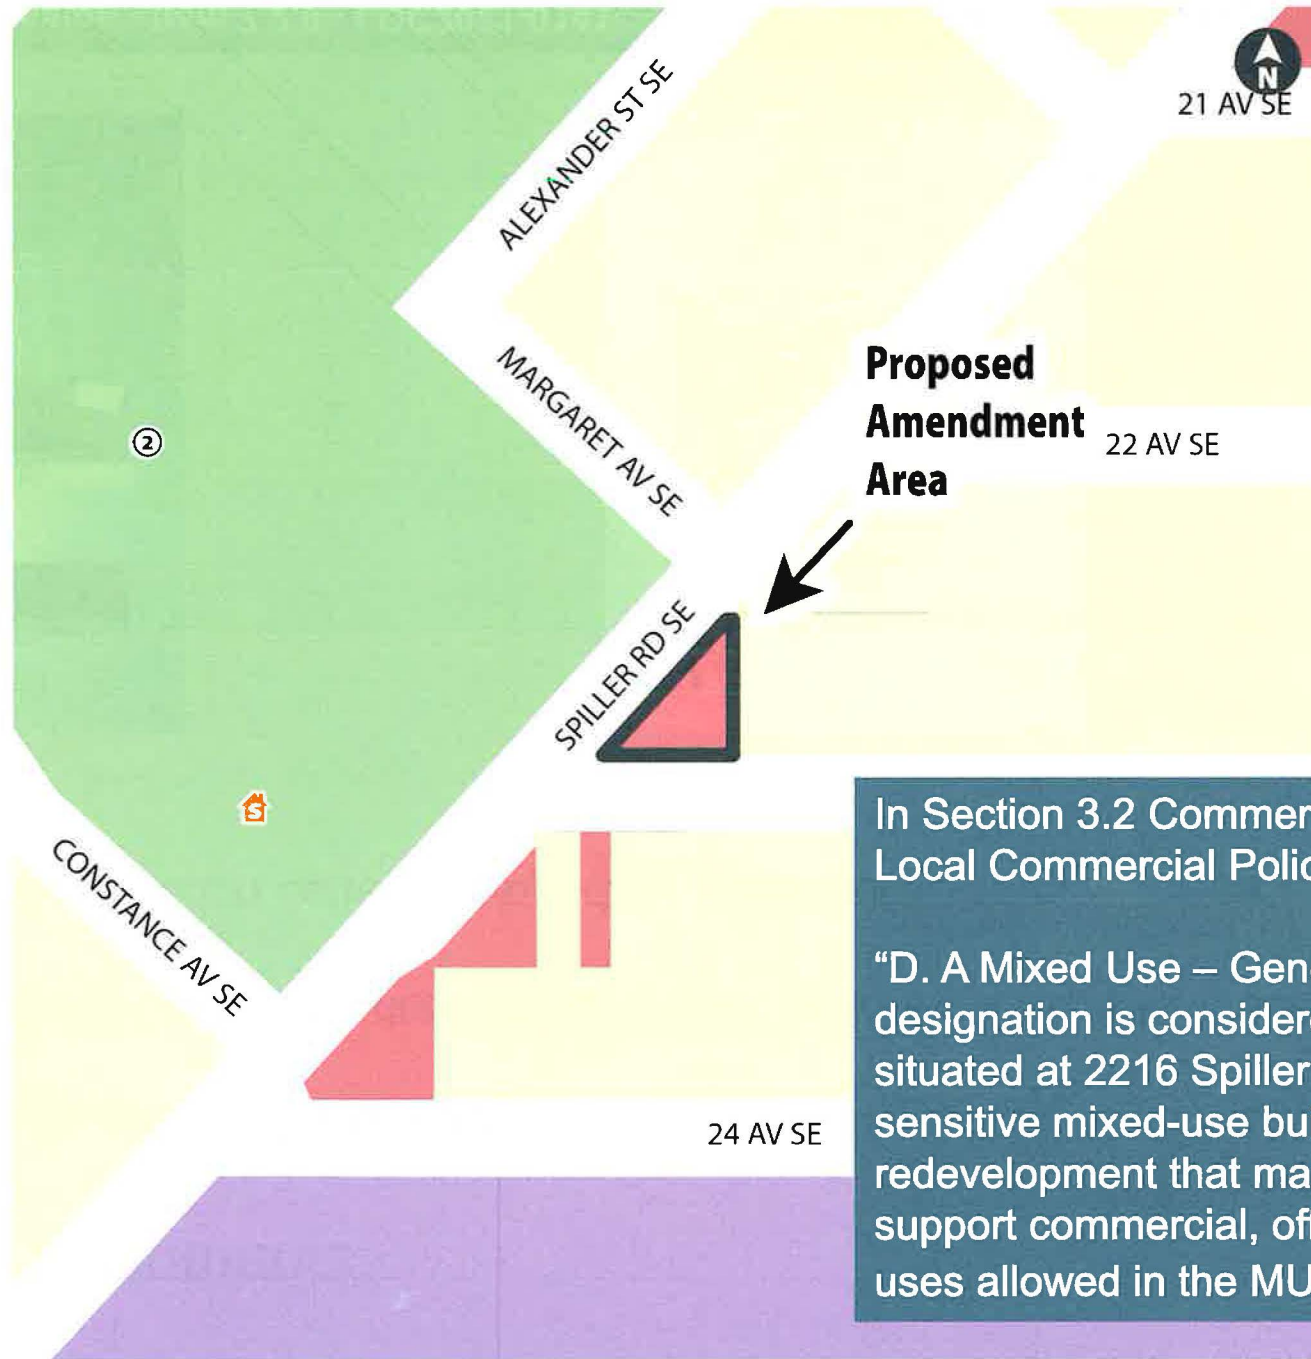 ALEXANDER ST SE
N
21 AV SE
MARGARET AV SE
Proposed
Amendment
Area
22 AV SE
2
SPILLER RD SE
S
CONSTANCE AV SE
24 AV SE
In Section 3.2 Commer
Local Commercial Polic
“D. A Mixed Use – Gene
designation is consider
situated at 2216 Spiller
sensitive mixed-use bu
redevelopment that ma
support commercial, off
uses allowed in the MU